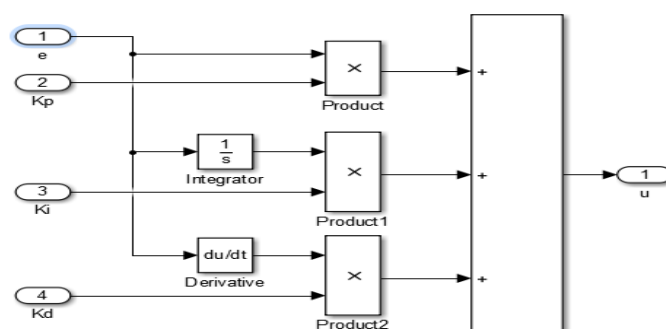 1
e
2
Kp
×
Product
+
1
s
Integrator
3
Ki
×
Product1
+
1
u
du/dt
Derivative
4
Kd
×
Product2
+